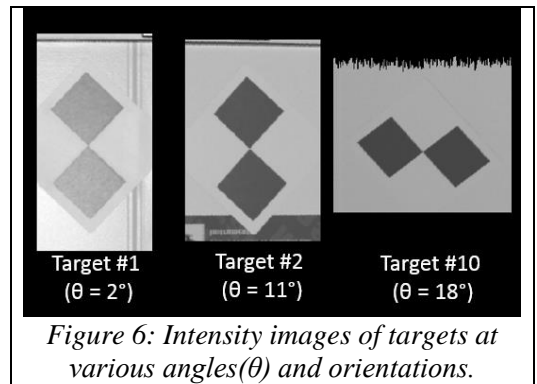 Target #1
(θ = 2°)
Target #2
(θ = 11°)
Target #10
(θ = 18°)
Figure 6: Intensity images of targets at
various angles(θ) and orientations.